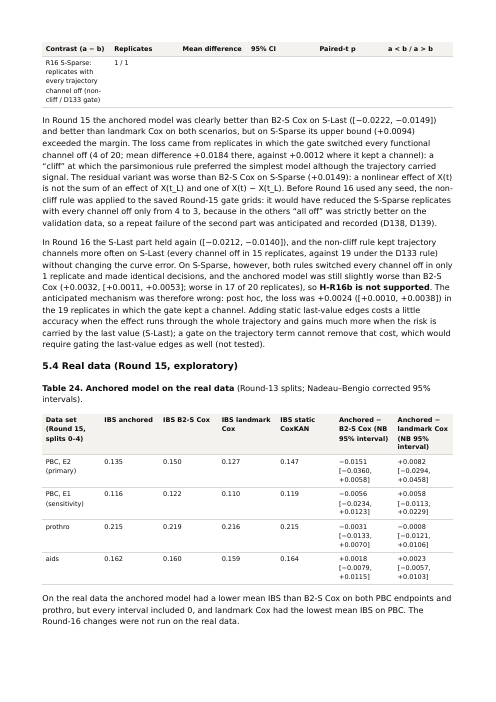 Contrast (a − b) Replicates Mean difference 95% CI Paired-t p a < b / a > b
R16 S-Sparse: 1 / 1
replicates with
every trajectory
channel off (non-
cliff / D133 gate)
In Round 15 the anchored model was clearly better than B2-S Cox on S-Last ([−0.0222, −0.0149])
and better than landmark Cox on both scenarios, but on S-Sparse its upper bound (+0.0094)
exceeded the margin. The loss came from replicates in which the gate switched every functional
channel off (4 of 20; mean difference +0.0184 there, against +0.0012 where it kept a channel): a
“cliff” at which the parsimonious rule preferred the simplest model although the trajectory carried
signal. The residual variant was worse than B2-S Cox on S-Sparse (+0.0149): a nonlinear effect of X(t)
is not the sum of an effect of X(t_L) and one of X(t) − X(t_L). Before Round 16 used any seed, the non-
cliff rule was applied to the saved Round-15 gate grids: it would have reduced the S-Sparse replicates
with every channel off only from 4 to 3, because in the others “all off” was strictly better on the
validation data, so a repeat failure of the second part was anticipated and recorded (D138, D139).
In Round 16 the S-Last part held again ([−0.0212, −0.0140]), and the non-cliff rule kept trajectory
channels more often on S-Last (every channel off in 15 replicates, against 19 under the D133 rule)
without changing the curve error. On S-Sparse, however, both rules switched every channel off in only
1 replicate and made identical decisions, and the anchored model was still slightly worse than B2-S
Cox (+0.0032, [+0.0011, +0.0053]; worse in 17 of 20 replicates), so H-R16b is not supported. The
anticipated mechanism was therefore wrong: post hoc, the loss was +0.0024 ([+0.0010, +0.0038]) in
the 19 replicates in which the gate kept a channel. Adding static last-value edges costs a little
accuracy when the effect runs through the whole trajectory and gains much more when the risk is
carried by the last value (S-Last); a gate on the trajectory term cannot remove that cost, which would
require gating the last-value edges as well (not tested).
5.4 Real data (Round 15, exploratory)
Table 24. Anchored model on the real data (Round-13 splits; Nadeau–Bengio corrected 95%
intervals).
Data set IBS anchored IBS B2-S Cox IBS landmark IBS static Anchored − Anchored −
(Round 15, Cox CoxKAN B2-S Cox (NB landmark Cox
splits 0–4) 95% interval) (NB 95%
interval)
PBC, E2 0.135 0.150 0.127 0.147 −0.0151 +0.0082
(primary) [−0.0360, [−0.0294,
+0.0058] +0.0458]
PBC, E1 0.116 0.122 0.110 0.119 −0.0056 +0.0058
(sensitivity) [−0.0234, [−0.0113,
+0.0123] +0.0229]
prothro 0.215 0.219 0.216 0.215 −0.0031 −0.0008
[−0.0133, [−0.0121,
+0.0070] +0.0106]
aids 0.162 0.160 0.159 0.164 +0.0018 +0.0023
[−0.0079, [−0.0057,
+0.0115] +0.0103]
On the real data the anchored model had a lower mean IBS than B2-S Cox on both PBC endpoints and
prothro, but every interval included 0, and landmark Cox had the lowest mean IBS on PBC. The
Round-16 changes were not run on the real data.